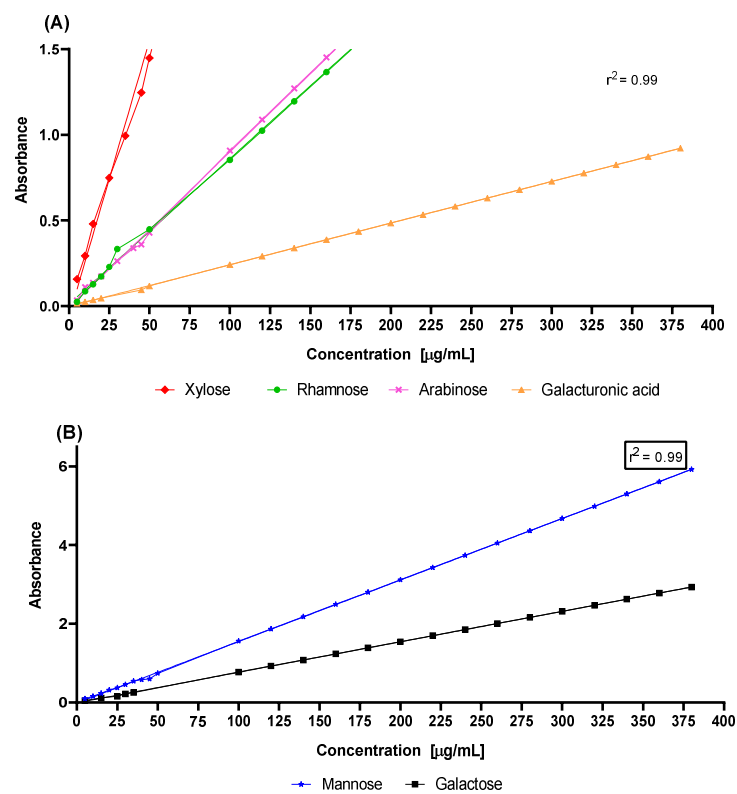 (A)
1.5
1.0
0.5
0.0
Absorbance
r2 = 0.99
0 25 50 75 100 125 150 175 200 225 250 275 300 325 350 375 400
Concentration [µg/mL]
Xylose Rhamnose Arabinose Galacturonic acid
(B)
6
4
2
0
Absorbance
r2 = 0.99
0 25 50 75 100 125 150 175 200 225 250 275 300 325 350 375 400
Concentration [µg/mL]
Mannose Galactose